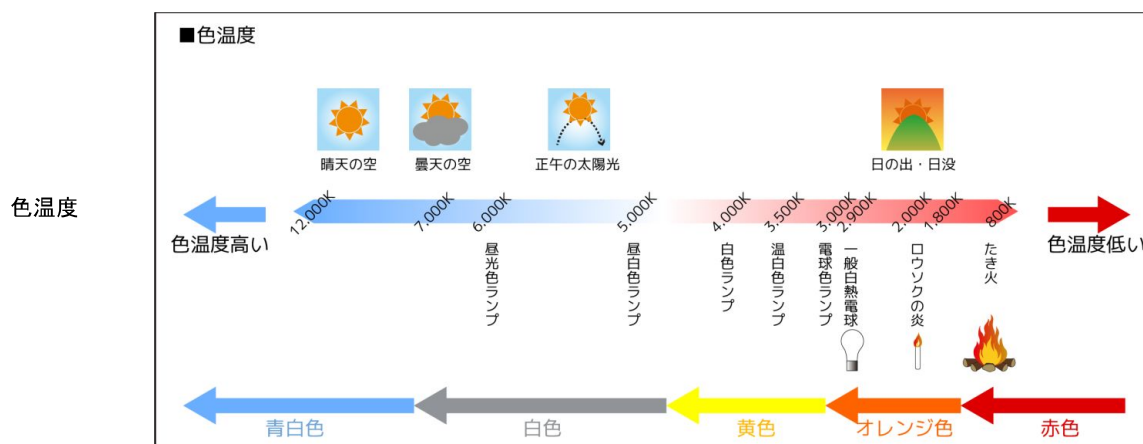 ■色温度
晴天の空
曇天の空
正午の太陽光
日の出・日没
色温度
12.000K
7.000K
6.000K
5.000K
4.000K
3.500K
3.000K
2.900K
2.000K
1.800K
800K
色温度高い
色温度低い
昼光色ランプ
昼白色ランプ
白色ランプ
温白色ランプ
電球色ランプ
一般白熱電球
ロウソクの炎
たき火
青白色
白色
黄色
オレンジ色
赤色